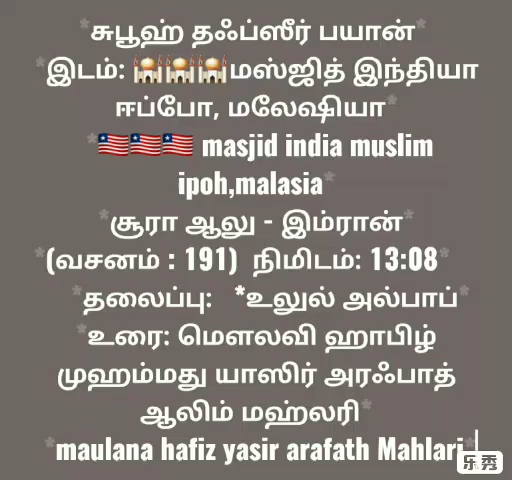 *சுபூஹ் தஃப்ஸீர் பயான்*
*இடம்: 🕌🕌🕌மஸ்ஜித் இந்தியா
ஈப்போ, மலேஷியா*
*🇱🇷🇱🇷🇱🇷 masjid india muslim
ipoh,malasia*
*சூரா ஆலு - இம்ரான்*
*(வசனம் : 191) நிமிடம்: 13:08*
*தலைப்பு: *உலுல் அல்பாப்*
*உரை: மௌலவி ஹாபிழ்
முஹம்மது யாஸிர் அரஃபாத்
ஆலிம் மஹ்லரி*
*maulana hafiz yasir arafath Mahlari*
乐秀